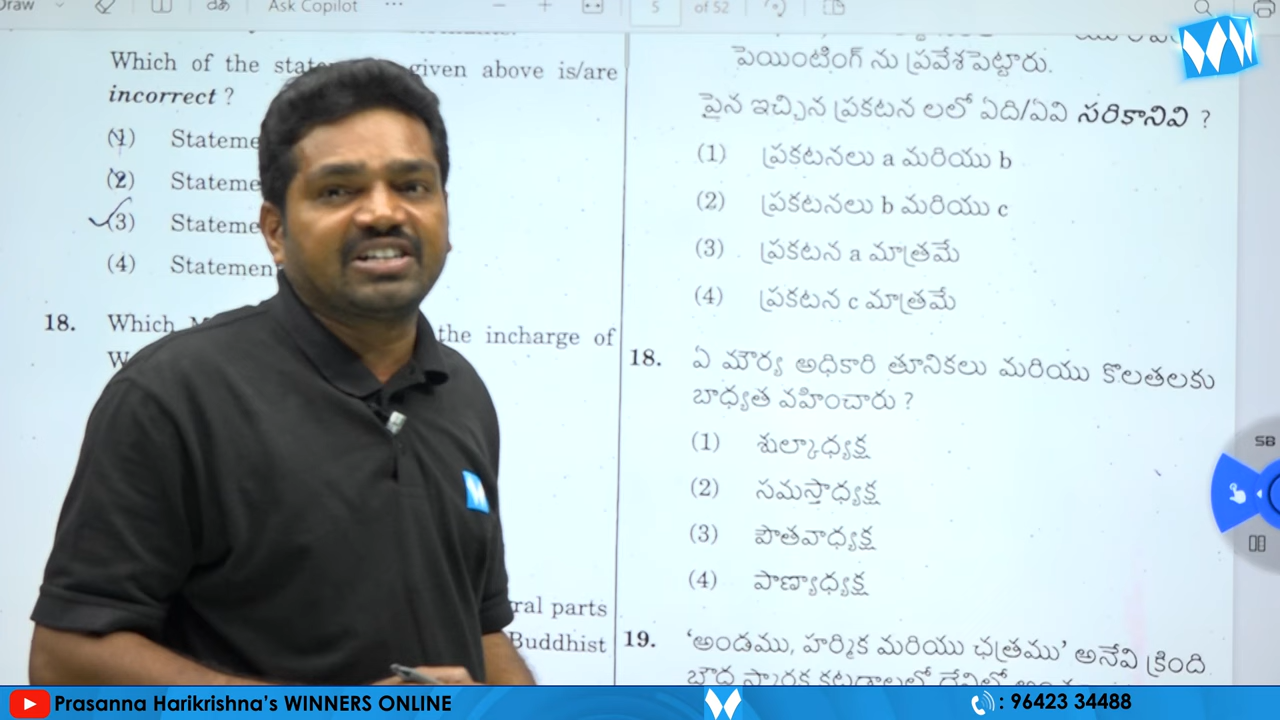 Draw
Ask Copilot
5 of 52
Which of the given above is/are
incorrect ?
(1)
(2)
(3)
(4) Statemen
18. Which the incharge of
ral parts
Buddhist
పెయింటింగ్ ను ప్రవేశపెట్టారు.
పైన ఇచ్చిన ప్రకటన లలో ఏది/ఏవి సరికానివి ?
(1) ప్రకటనలు a మరియు b
(2) ప్రకటనలు b మరియు c
(3) ప్రకటన a మాత్రమే
(4) ప్రకటన c మాత్రమే
18. ఏ మౌర్య అధికారి తూనికలు మరియు కొలతలకు
బాధ్యత వహించారు ?
(1) శుల్కాధ్యక్ష
(2) సమస్తాధ్యక్ష
(3) పౌతవాధ్యక్ష
(4) పాణ్యాధ్యక్ష
19. 'అండము, హర్మిక మరియు ఛత్రము' అనేవి క్రింది
SB
Prasanna Harikrishna's WINNERS ONLINE
: 96423 34488